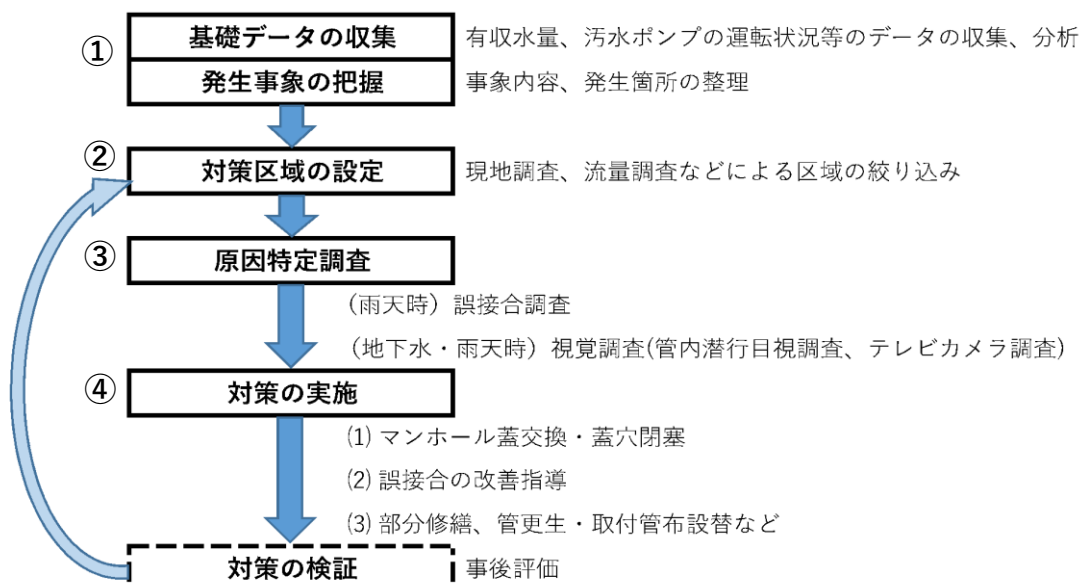 ① 基礎データの収集 有収水量、汚水ポンプの運転状況等のデータの収集、分析
発生事象の把握 事象内容、発生箇所の整理
② 対策区域の設定 現地調査、流量調査などによる区域の絞り込み
③ 原因特定調査
(雨天時）誤接合調査
（地下水・雨天時）視覚調査(管内潜行目視調査、テレビカメラ調査)
④ 対策の実施
(1) マンホール蓋交換・蓋穴閉塞
(2) 誤接合の改善指導
(3) 部分修繕、管更生・取付管布設替など
対策の検証 事後評価